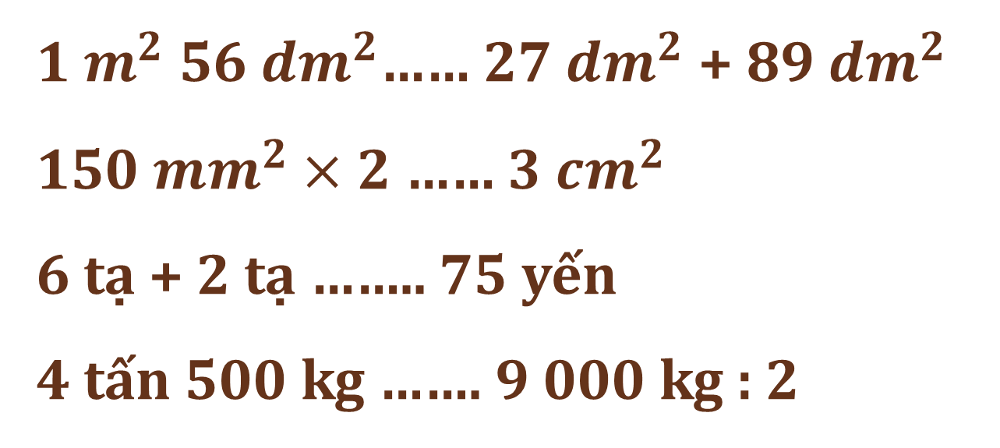 1 m² 56 dm² …… 27 dm² + 89 dm²
150 mm² × 2 …… 3 cm²
6 tạ + 2 tạ …….. 75 yến
4 tấn 500 kg ……. 9 000 kg : 2